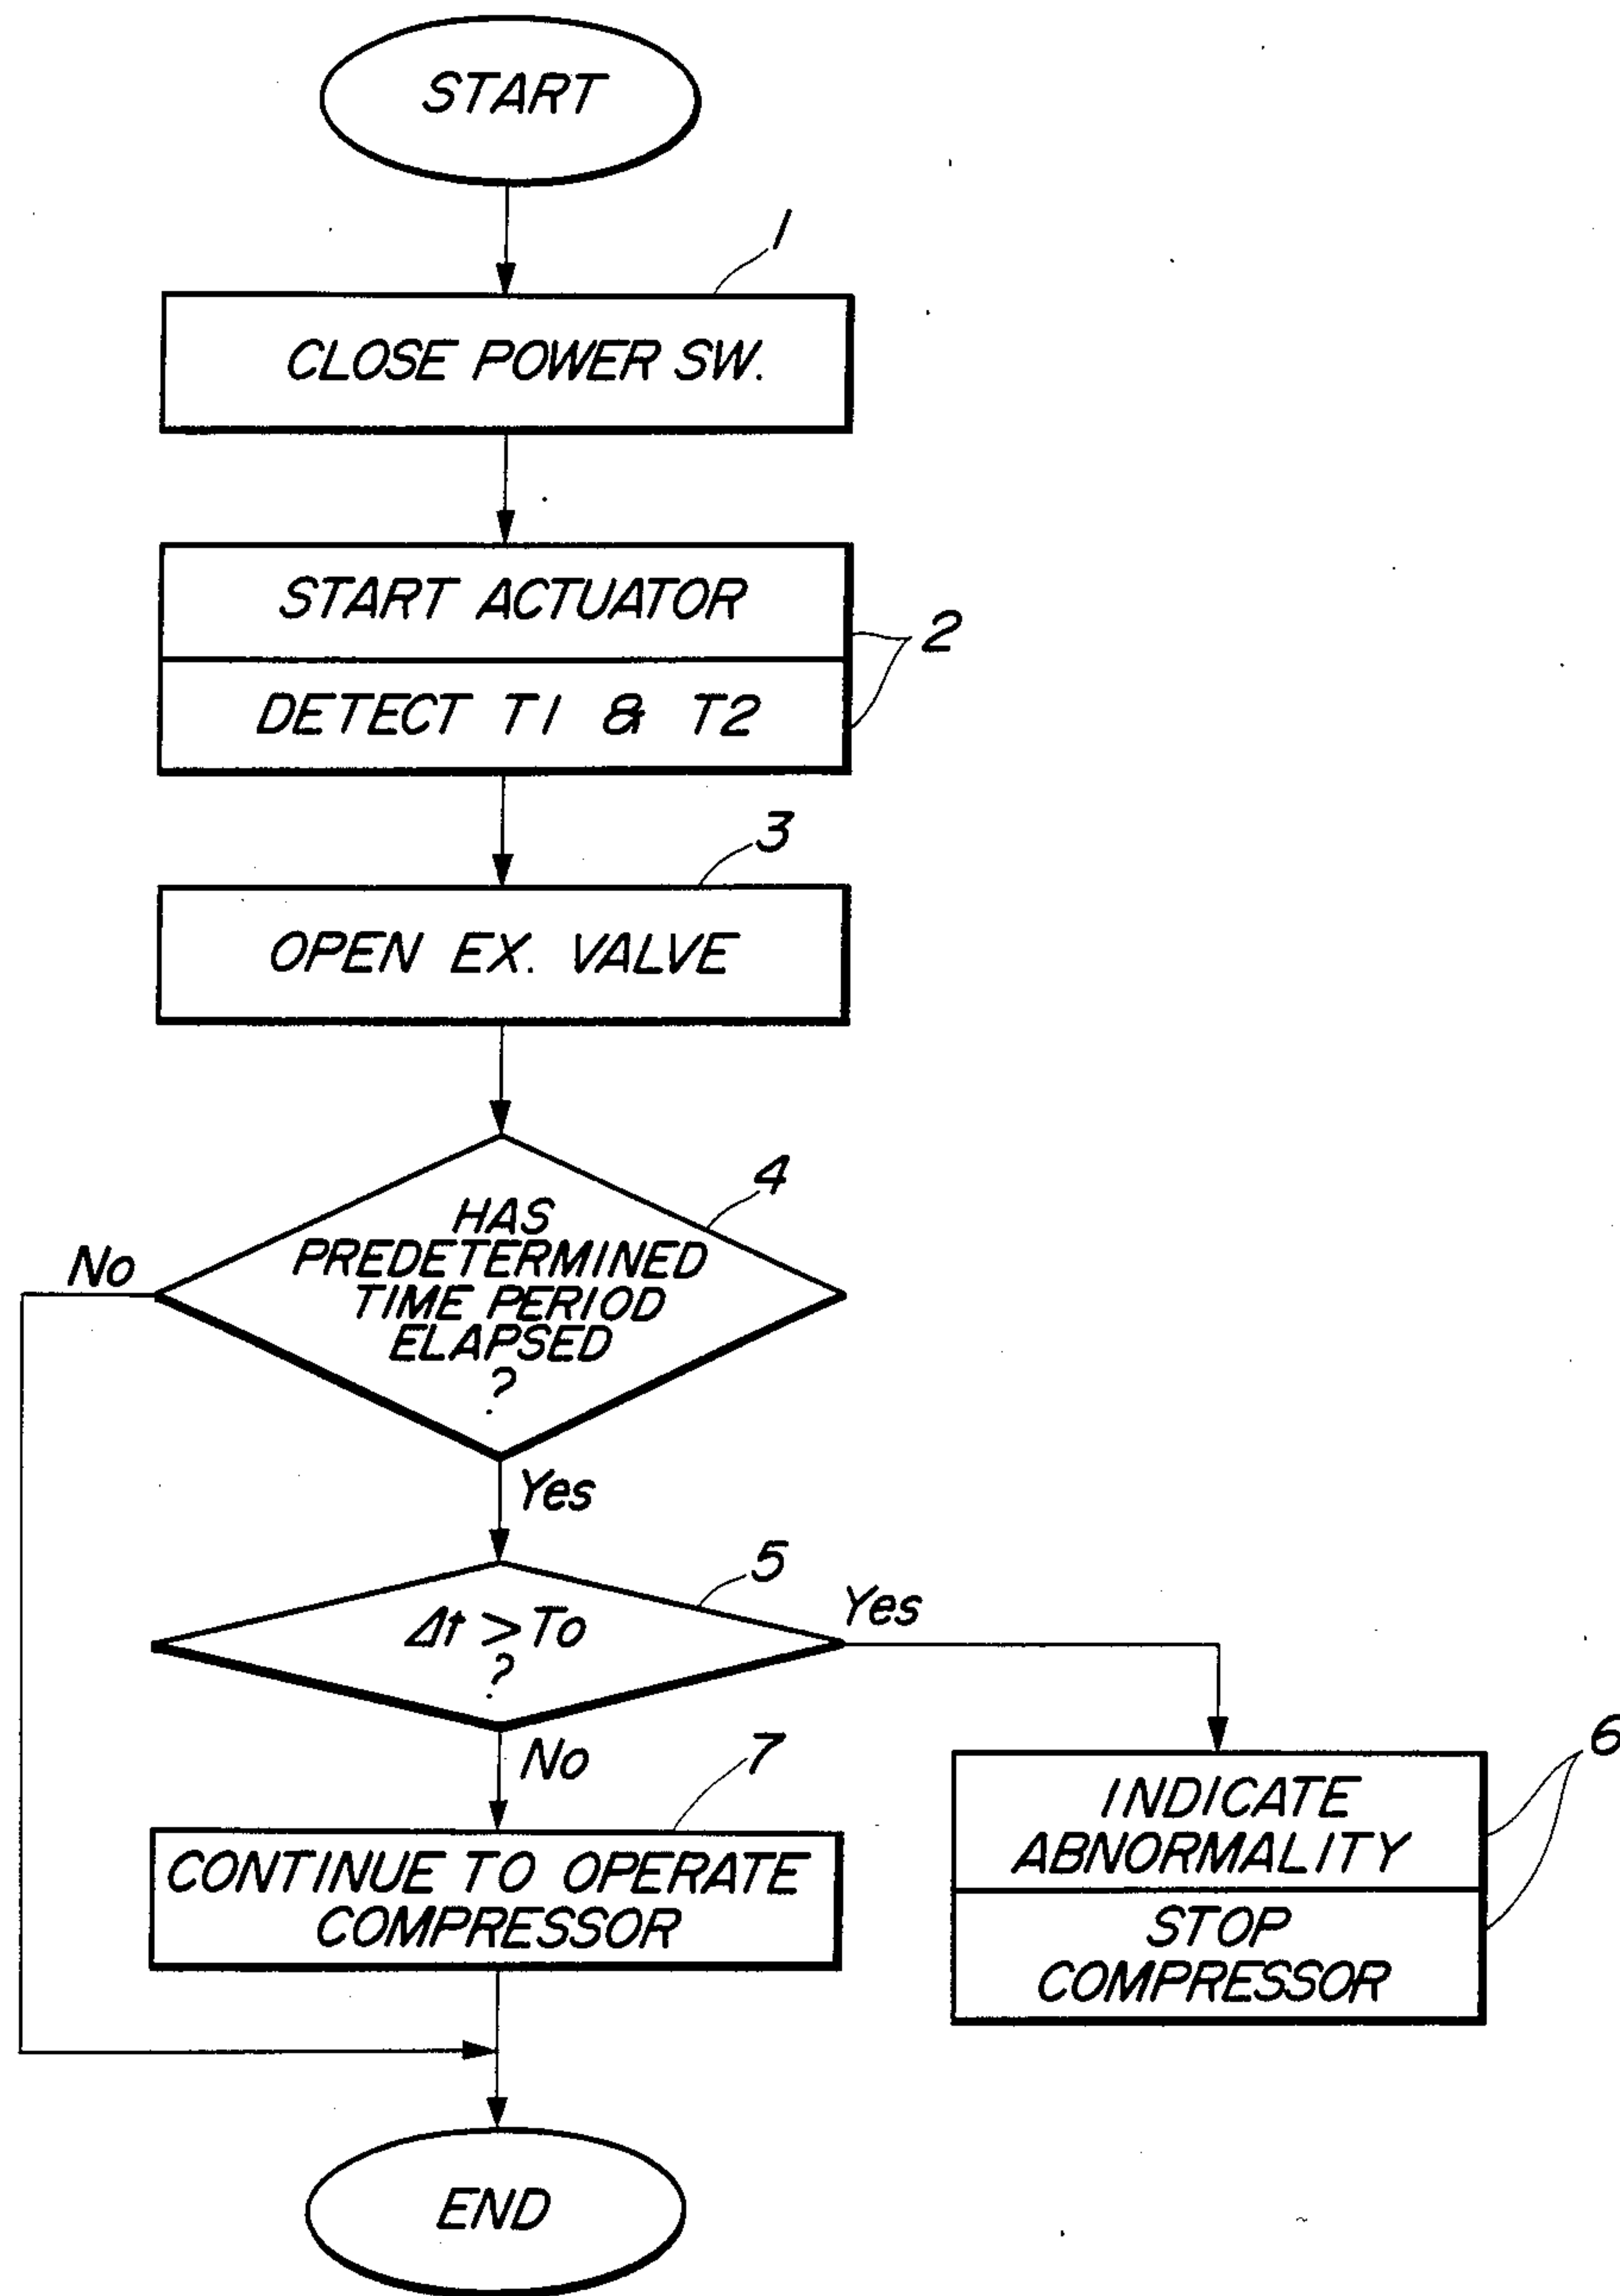 START
1
CLOSE POWER SW.
START ACTUATOR
2
DETECT T1 & T2
3
OPEN EX. VALVE
4
HAS
PREDETERMINED
TIME PERIOD
ELAPSED
?
No
Yes
5
Δt > To
?
Yes
No
7
CONTINUE TO OPERATE
COMPRESSOR
6
INDICATE
ABNORMALITY
STOP
COMPRESSOR
END